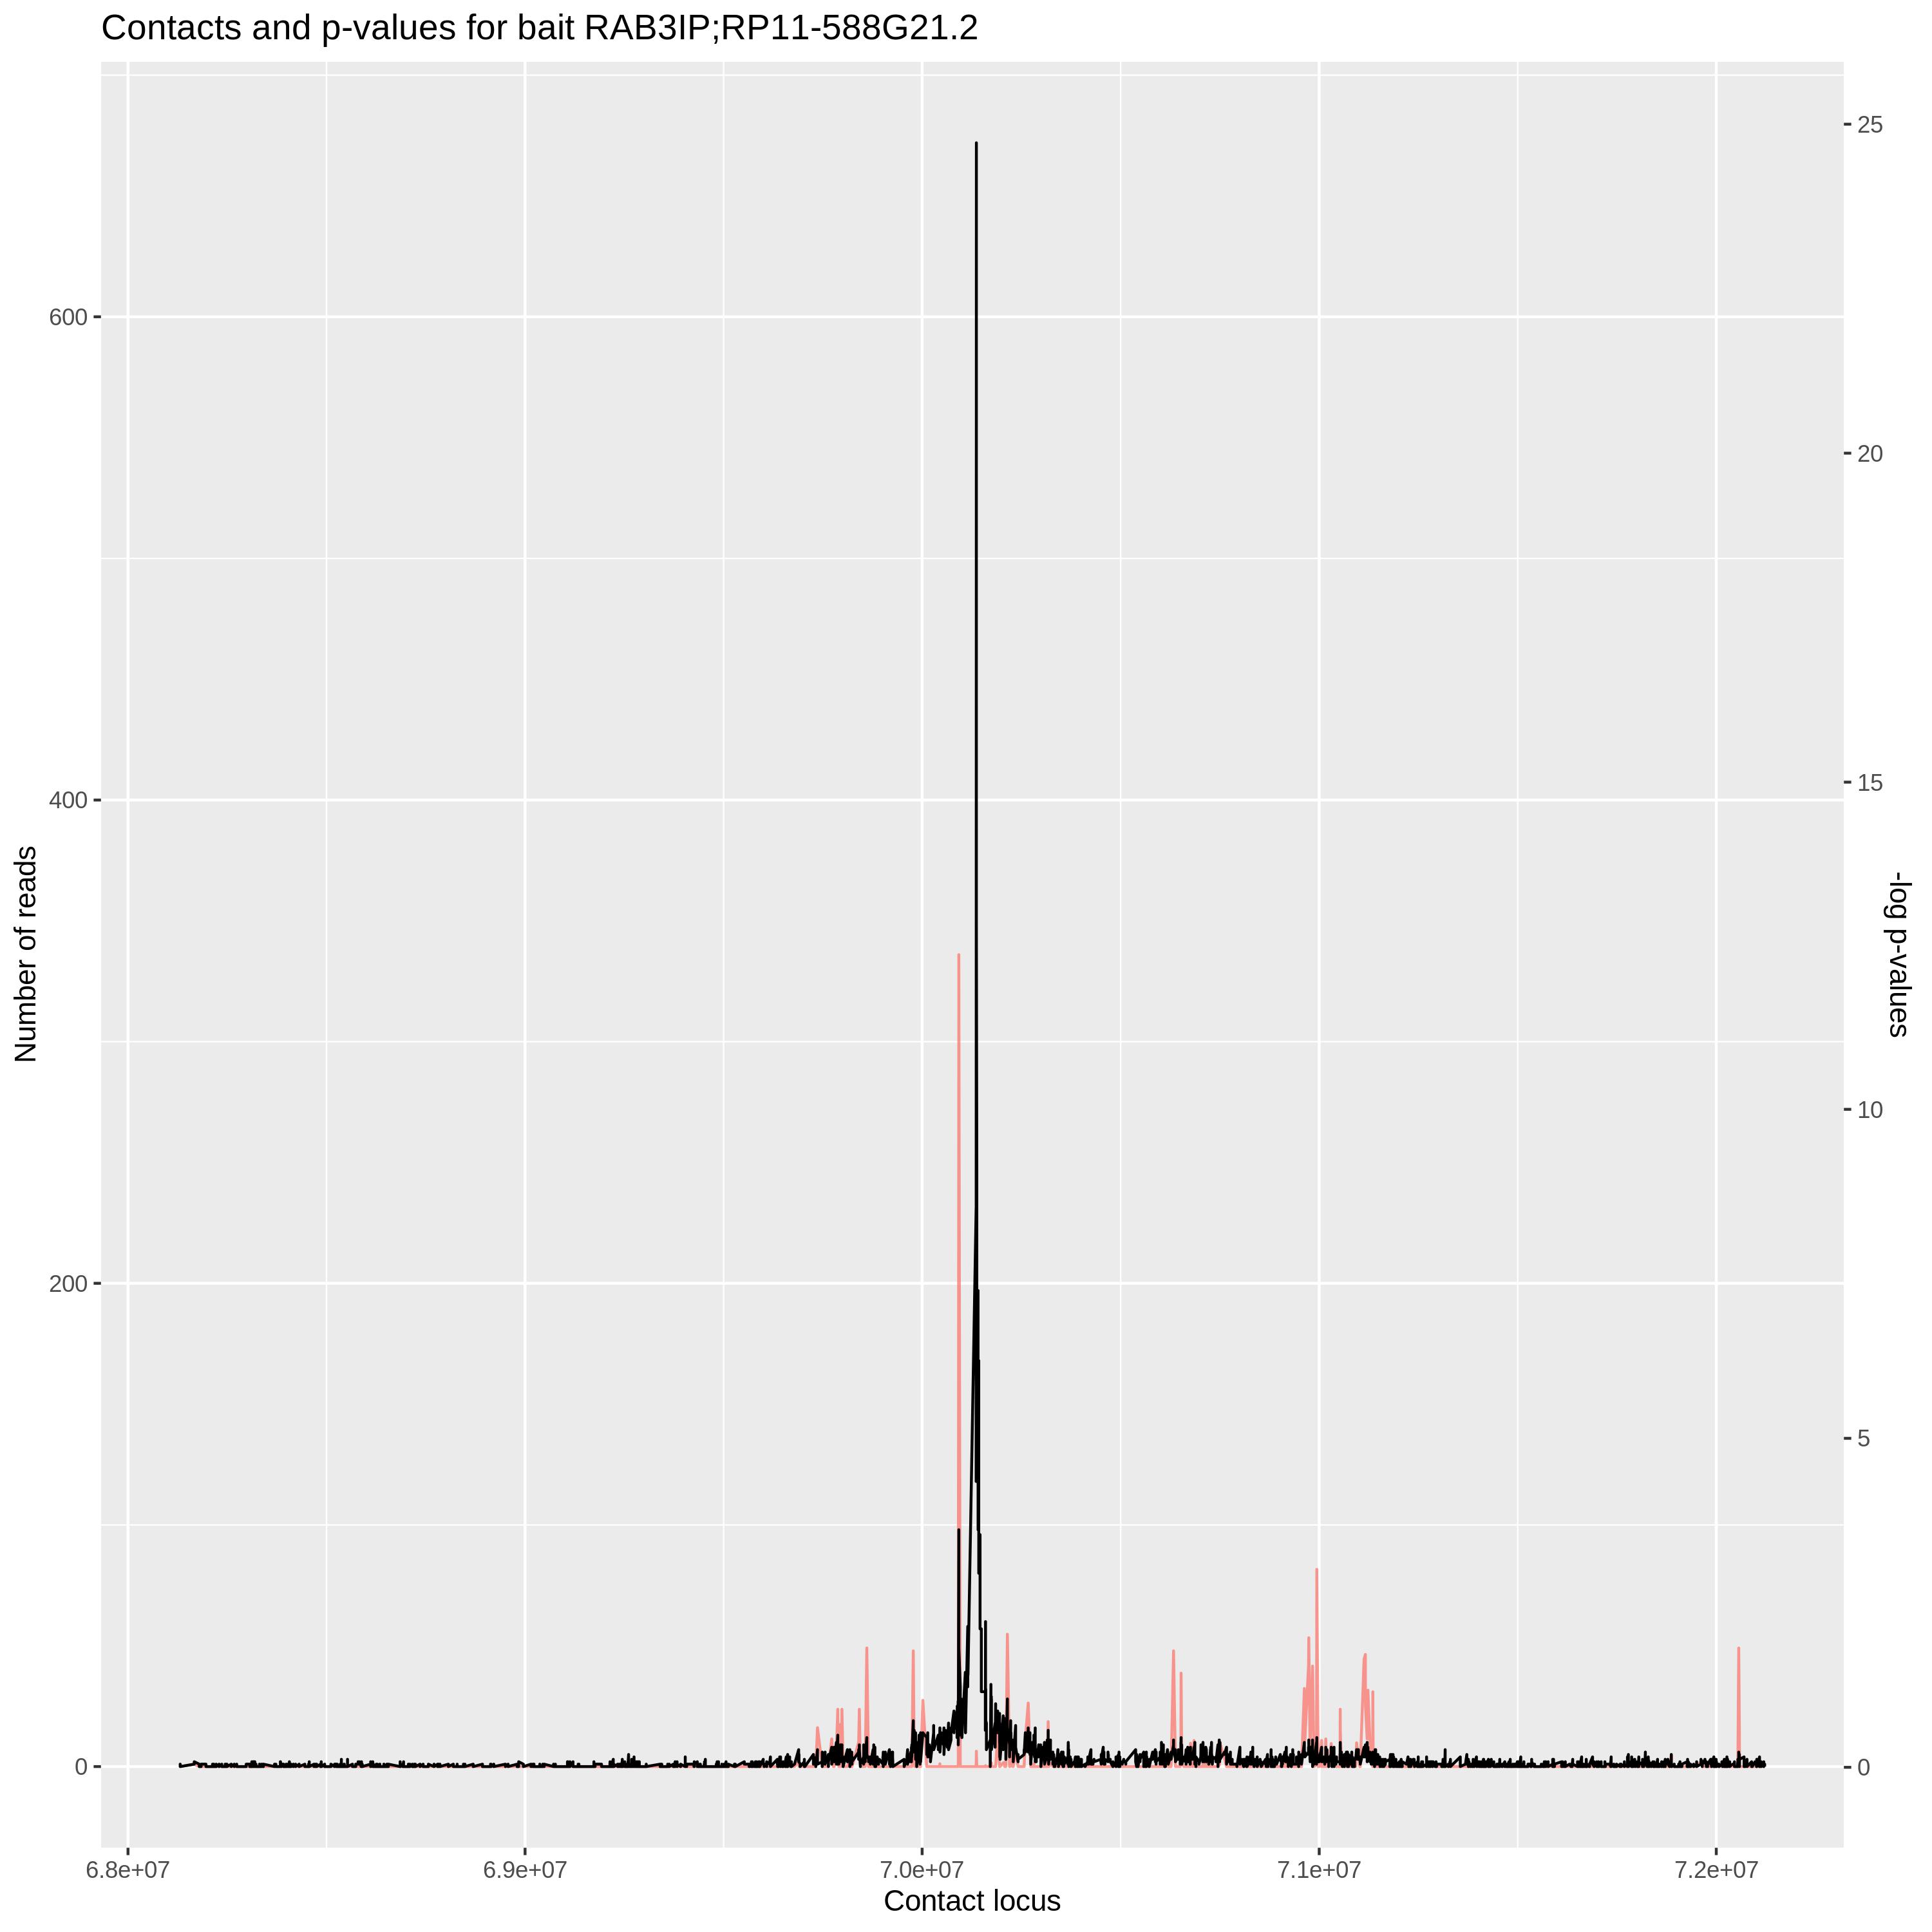 Contacts and p-values for bait RAB3IP;RP11-588G21.2
Number of reads
600
400
200
0
25
20
15
10
5
0
-log p-values
6.8e+07
6.9e+07
7.0e+07
7.1e+07
7.2e+07
Contact locus